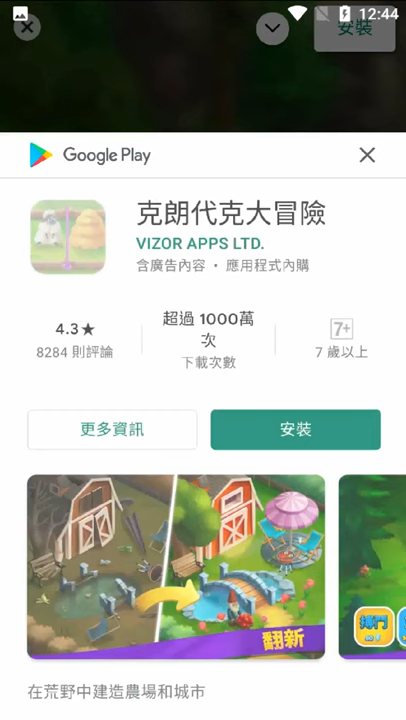 12:44
安裝
Google Play
克朗代克大冒險
VIZOR APPS LTD.
含廣告內容 · 應用程式內購
4.3★
8284 則評論
超過 1000萬
次
下載次數
7+
7 歲以上
更多資訊
安裝
翻新
在荒野中建造農場和城市